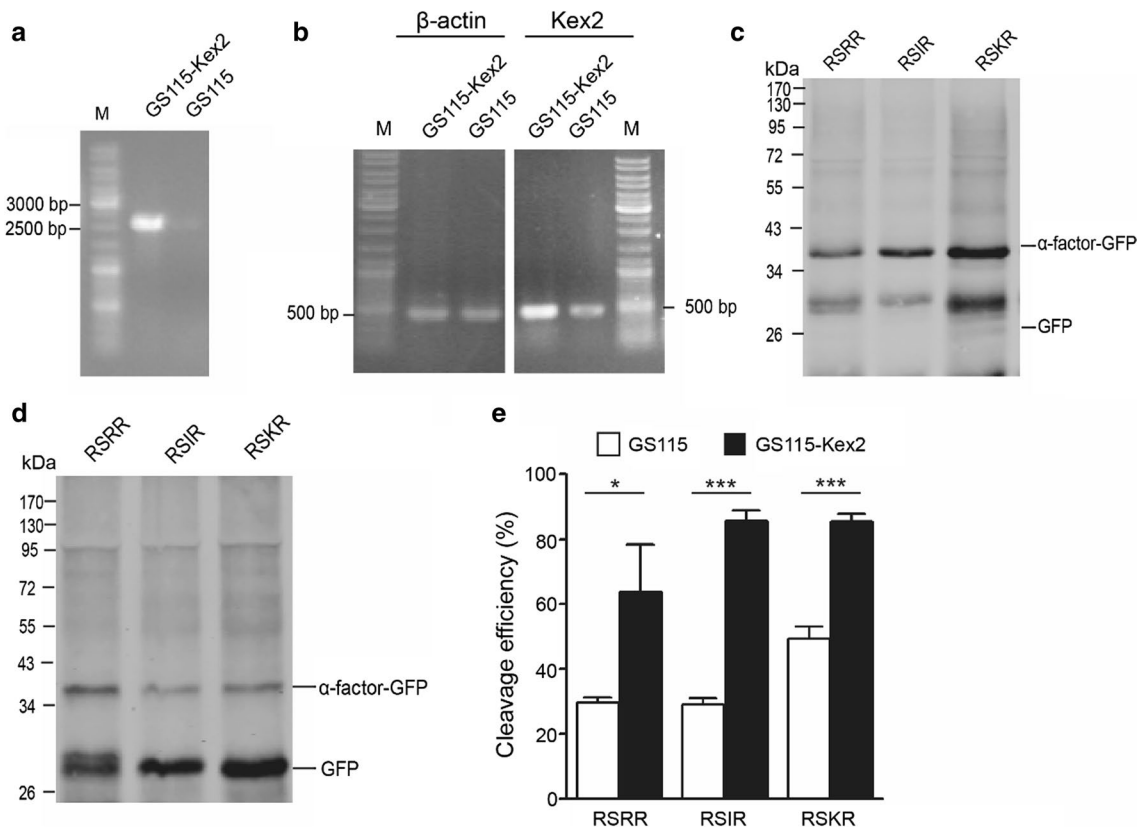 a
M
GS115-Kex2
GS115
3000 bp
2500 bp
b
β-actin
Kex2
M
GS115-Kex2
GS115
GS115-Kex2
GS115
M
500 bp
500 bp
c
kDa
RSRR
RSIR
RSKR
170
130
95
72
55
43
34
26
α-factor-GFP
GFP
d
kDa
RSRR
RSIR
RSKR
170
130
95
72
55
43
34
26
α-factor-GFP
GFP
e
GS115
GS115-Kex2
Cleavage efficiency (%)
100
80
60
40
20
0
*
***
***
RSRR
RSIR
RSKR